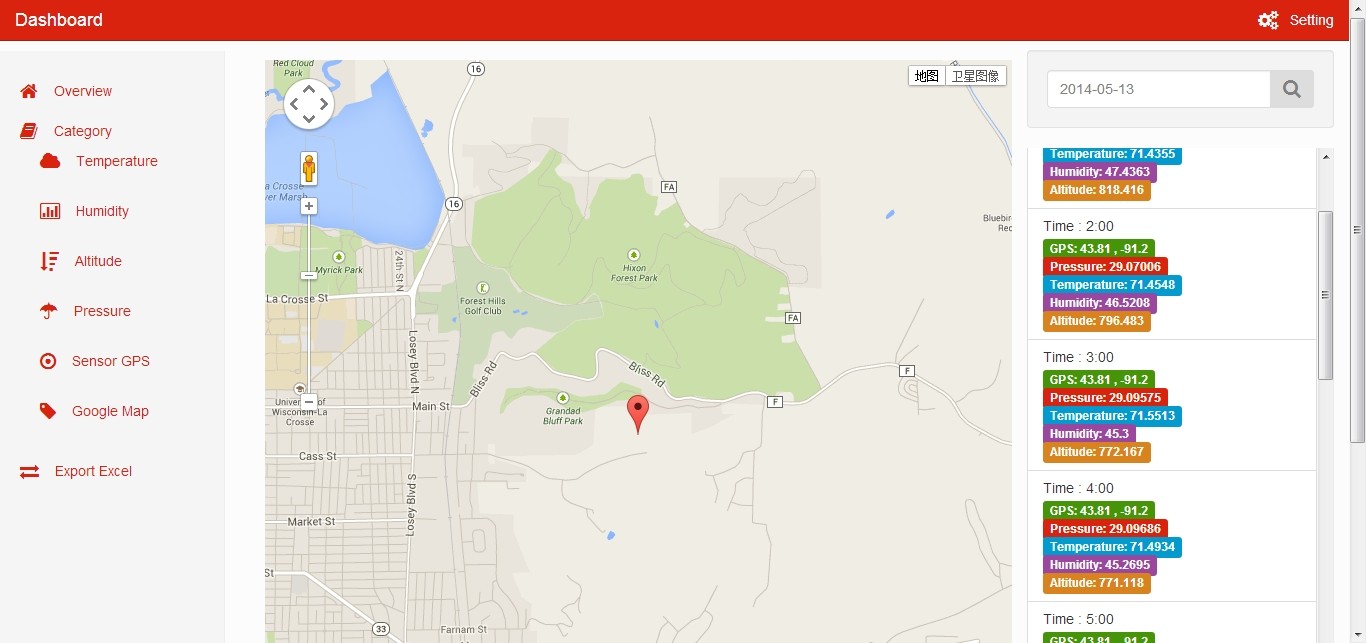 Dashboard
Setting
Overview
Category
Temperature
Humidity
Altitude
Pressure
Sensor GPS
Google Map
Export Excel
Red Cloud
Park
16
地图
卫星图像
a Crosse
ver Marsh
16
FA
24th St N
Myrick Park
La Crosse St
Hixon
Forest Park
Forest Hills
Golf Club
Bluebir
Rec
FA
Losey Blvd N
Bliss Rd
Bliss Rd
F
F
Univer of
Wisconsin-La
Crosse
Main St
Grandad
Bluff Park
Cass St
Losey Blvd S
Market St
St
33
Farnam St
2014-05-13
Temperature: 71.4355
Humidity: 47.4363
Altitude: 818.416
Time : 2:00
GPS: 43.81 , -91.2
Pressure: 29.07006
Temperature: 71.4548
Humidity: 46.5208
Altitude: 796.483
Time : 3:00
GPS: 43.81 , -91.2
Pressure: 29.09575
Temperature: 71.5513
Humidity: 45.3
Altitude: 772.167
Time : 4:00
GPS: 43.81 , -91.2
Pressure: 29.09686
Temperature: 71.4934
Humidity: 45.2695
Altitude: 771.118
Time : 5:00
GPS: 43.81 , -91.2